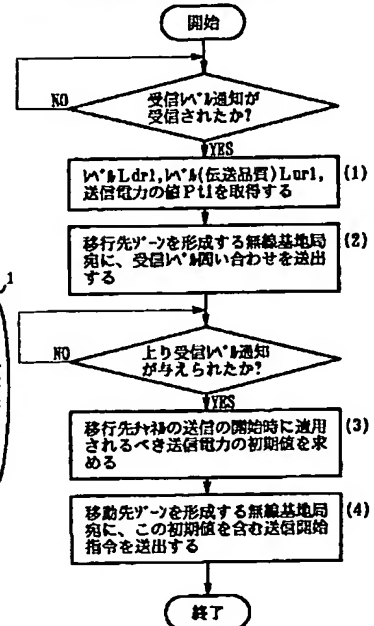 開始
受信ﾚﾍﾞﾙ通知が
受信されたか?
NO
YES
ﾚﾍﾞﾙLdr1,ﾚﾍﾞﾙ(伝送品質)Lur1,
送信電力の値Pt1を取得する
(1)
移行先ｿﾞｰﾝを形成する無線基地局
宛に、受信ﾚﾍﾞﾙ問い合わせを送出
する
(2)
1
上り受信ﾚﾍﾞﾙ通知
が与えられたか?
NO
YES
移行先ﾁｬﾈﾙの送信の開始時に適用
されるべき送信電力の初期値を求
める
(3)
移動先ｿﾞｰﾝを形成する無線基地局
宛に、この初期値を含む送信開始
指令を送出する
(4)
終了